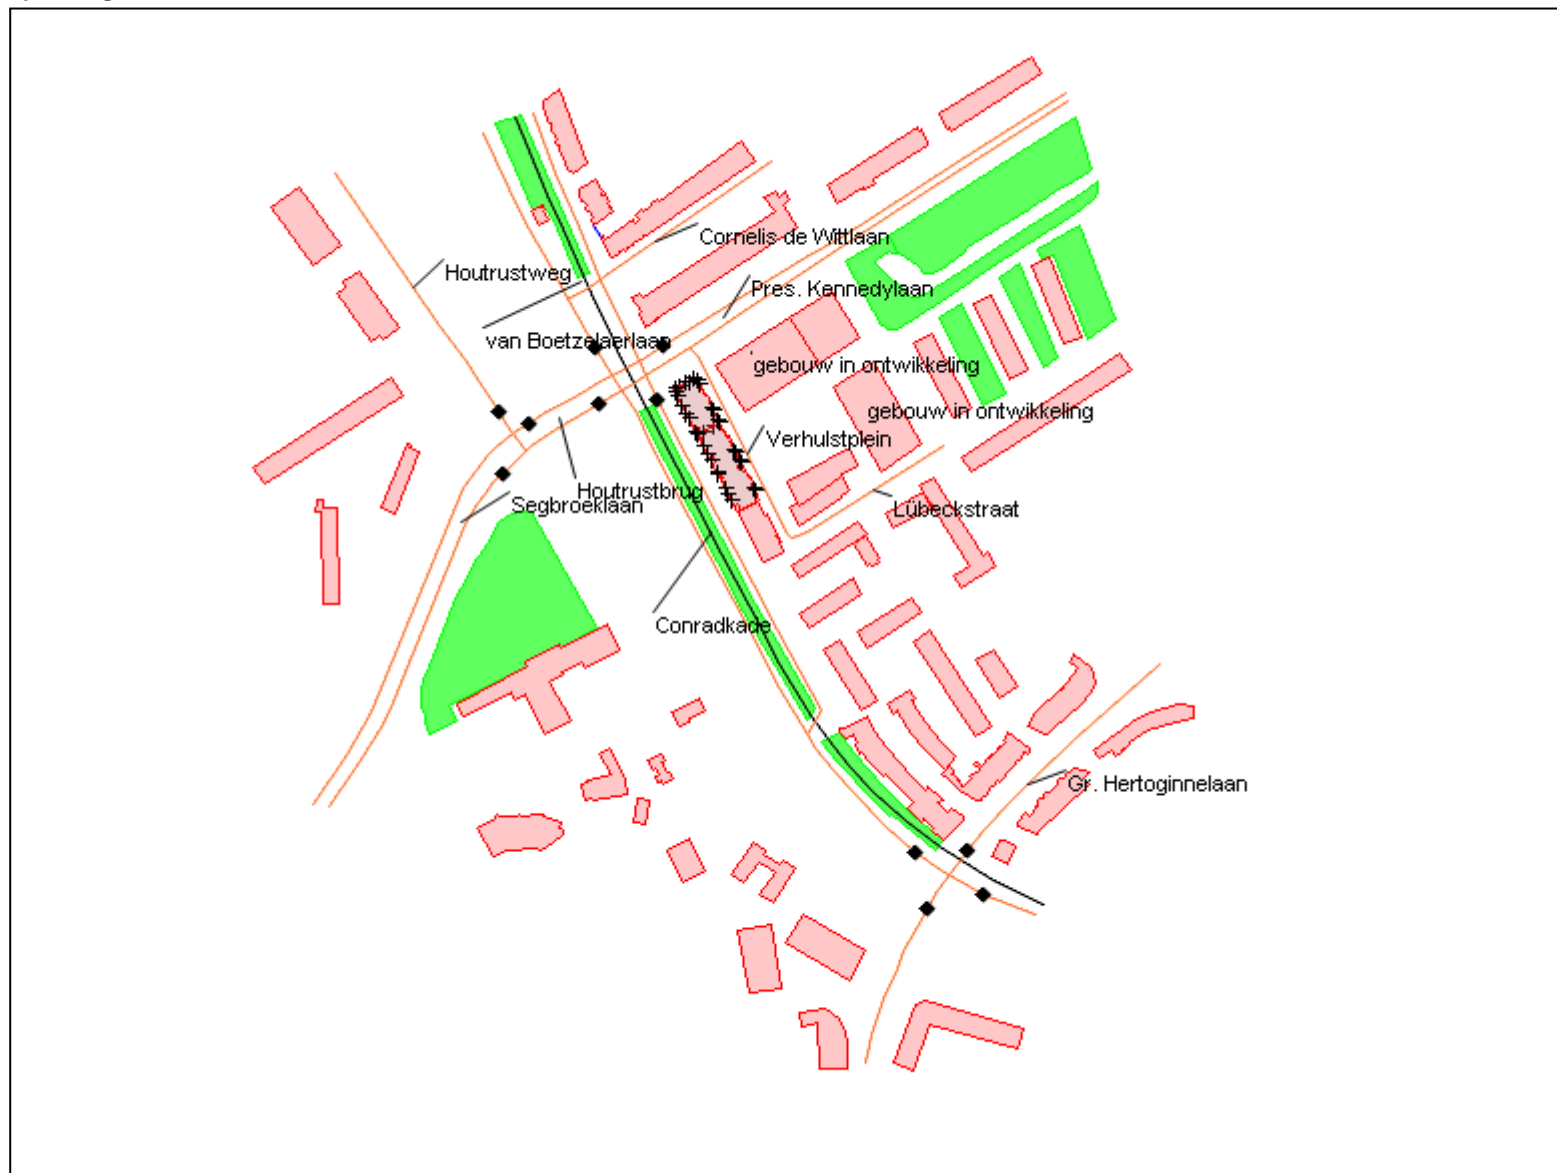 Cornelis de Wittlaan
Houtrustweg
Pres. Kennedylaan
van Boetzelaerlaan
gebouw in ontwikkeling
gebouw in ontwikkeling
Verhulstplein
Houtrustbrug
Segbroeklaan
Lübeckstraat
Conradkade
Gr. Hertoginnelaan